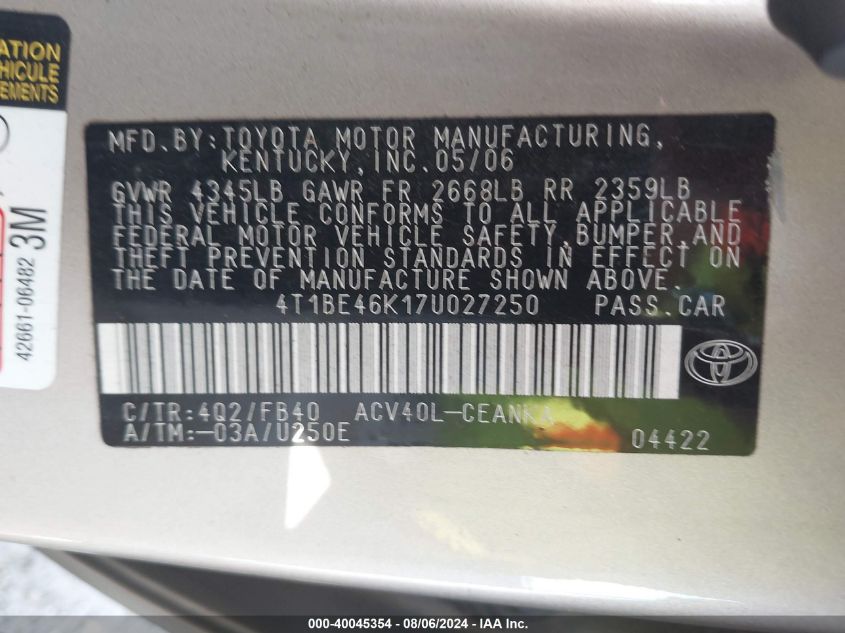 ATION
HICULE
EMENTS
42661-06482 3M
MFD. BY: TOYOTA MOTOR MANUFACTURING,
KENTUCKY, INC. 05/06
GVWR 4345LB GAWR FR 2668LB RR 2359LB
THIS VEHICLE CONFORMS TO ALL APPLICABLE
FEDERAL MOTOR VEHICLE SAFETY, BUMPER, AND
THEFT PREVENTION STANDARDS IN EFFECT ON
THE DATE OF MANUFACTURE SHOWN ABOVE.
4T1BE46K17U027250 PASS. CAR
C/TR: 4Q2/FB40 ACV40L-CEANKA
A/TM: -03A/U250E 04422
000-40045354 - 08/06/2024 - IAA Inc.